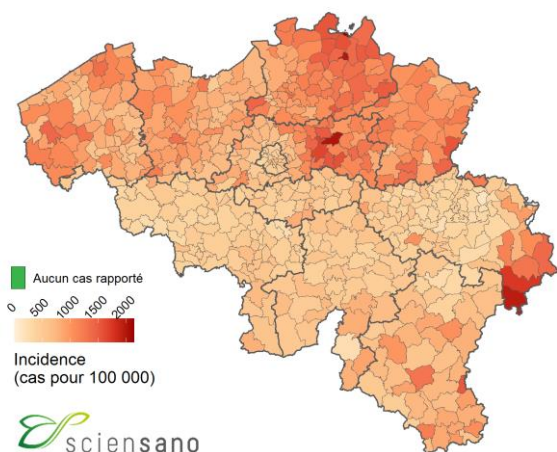 Aucun cas rapporté
0 500 1000 1500 2000
Incidence
(cas pour 100 000)
sciensano